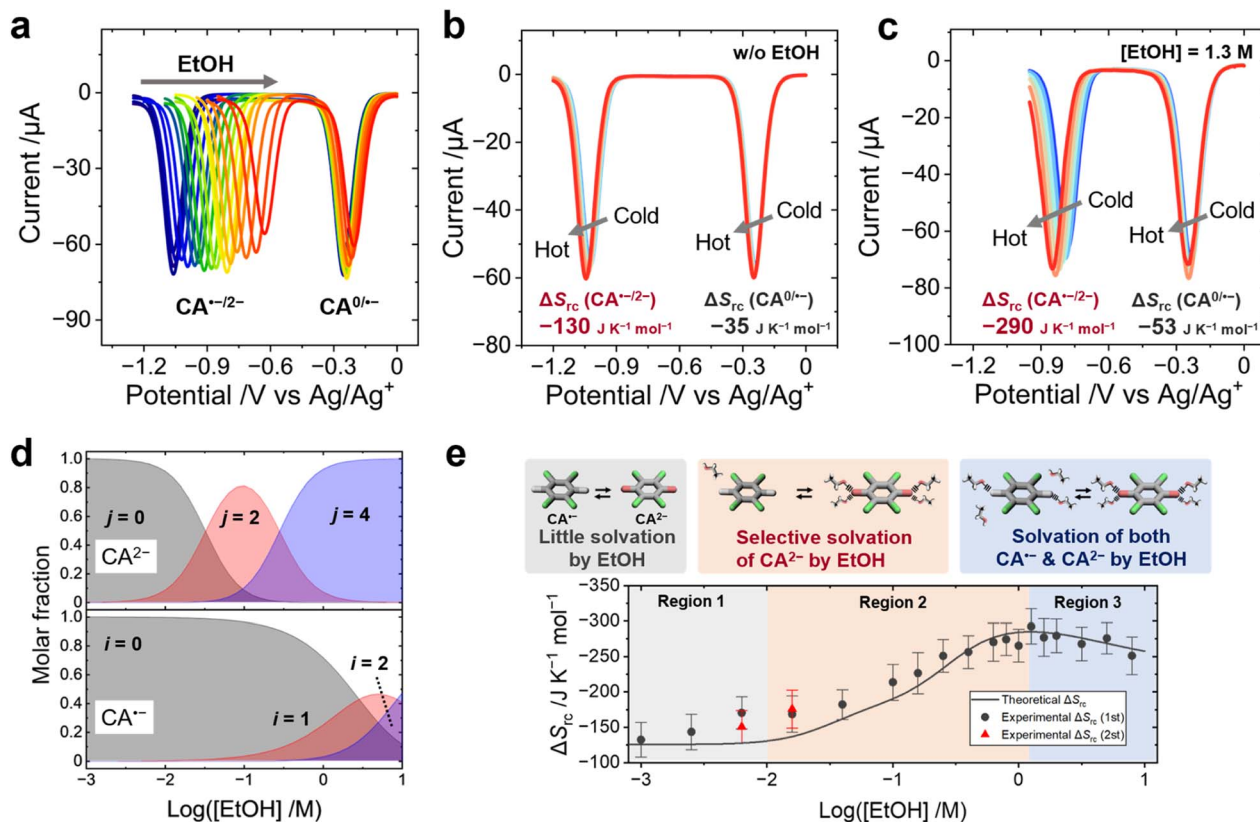 a
EtOH
CA•−/2−
CA0/•−
0
−30
−60
−90
Current /μA
−1.2 −0.9 −0.6 −0.3 0
Potential /V vs Ag/Ag+
b
w/o EtOH
Cold
Hot
Cold
Hot
ΔSrc (CA•−/2−)
−130 J K−1 mol−1
ΔSrc (CA0/•−)
−35 J K−1 mol−1
0
−20
−40
−60
−80
Current /μA
−1.2 −0.9 −0.6 −0.3 0
Potential /V vs Ag/Ag+
c
[EtOH] = 1.3 M
Cold
Hot
Cold
Hot
ΔSrc (CA•−/2−)
−290 J K−1 mol−1
ΔSrc (CA0/•−)
−53 J K−1 mol−1
0
−20
−40
−60
−80
−100
Current /μA
−1.2 −0.9 −0.6 −0.3 0
Potential /V vs Ag/Ag+
d
1.0
0.8
0.6
0.4
0.2
0
j = 0
j = 2
j = 4
CA2−
1.0
0.8
0.6
0.4
0.2
0
i = 0
i = 1
i = 2
CA•−
Molar fraction
−3 −2 −1 0 1
Log([EtOH] /M)
e
CA•− CA2−
Little solvation
by EtOH
Selective solvation
of CA2− by EtOH
Solvation of both
CA•− & CA2− by EtOH
Region 1
Region 2
Region 3
−350
−300
−250
−200
−150
−100
ΔSrc / J K−1 mol−1
Theoretical ΔSrc
Experimental ΔSrc (1st)
Experimental ΔSrc (2st)
−3 −2 −1 0 1
Log([EtOH] /M)